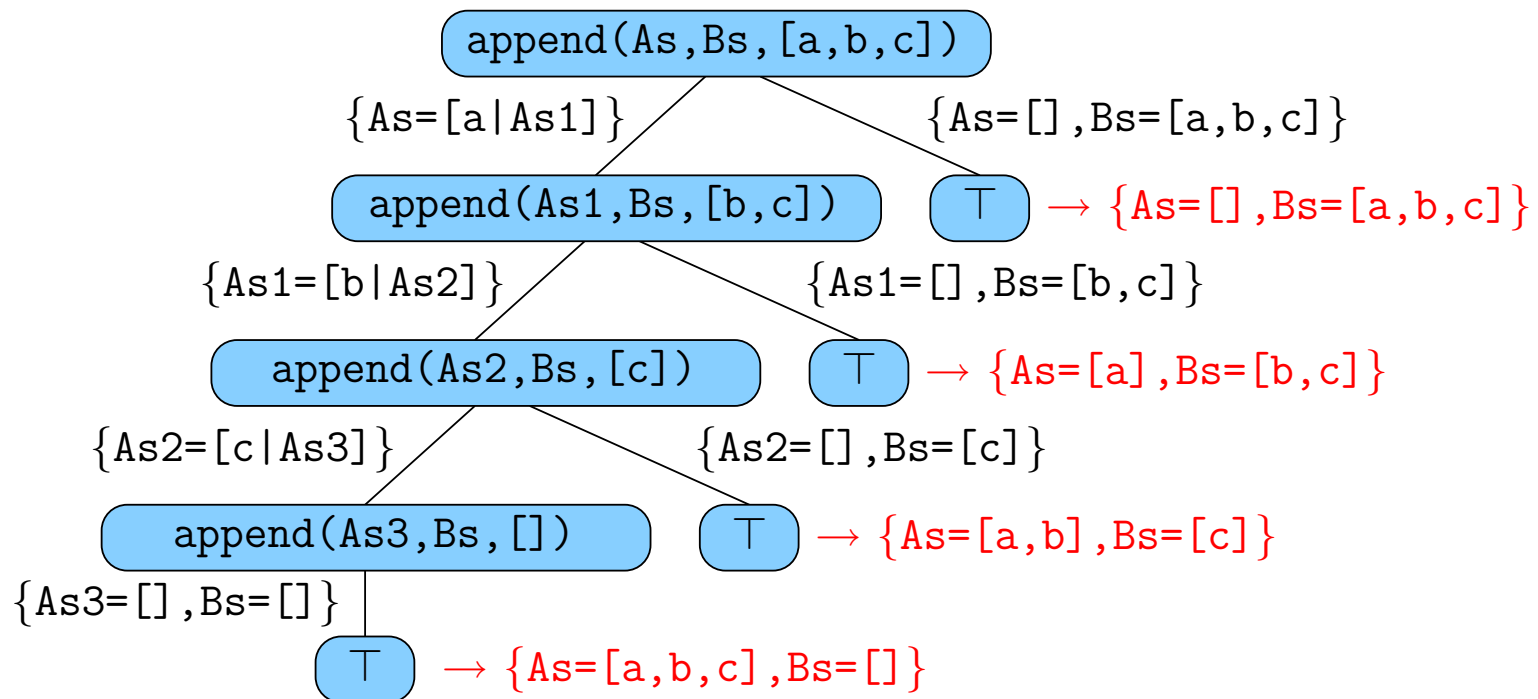 append(As,Bs,[a,b,c])
{As=[a|As1]} {As=[],Bs=[a,b,c]}
append(As1,Bs,[b,c]) ⊤ → {As=[],Bs=[a,b,c]}
{As1=[b|As2]} {As1=[],Bs=[b,c]}
append(As2,Bs,[c]) ⊤ → {As=[a],Bs=[b,c]}
{As2=[c|As3]} {As2=[],Bs=[c]}
append(As3,Bs,[]) ⊤ → {As=[a,b],Bs=[c]}
{As3=[],Bs=[]}
⊤ → {As=[a,b,c],Bs=[]}